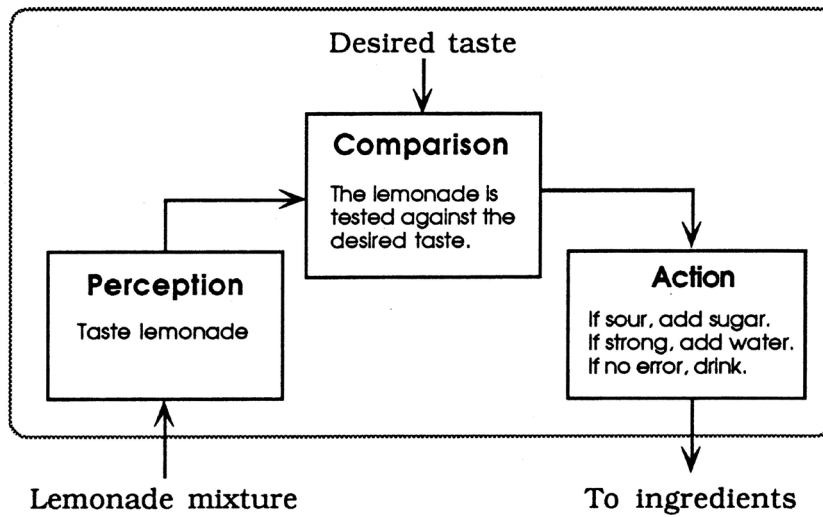 Desired taste
Comparison
The lemonade is
tested against the
desired taste.
Perception
Taste lemonade
Action
If sour, add sugar.
If strong, add water.
If no error, drink.
Lemonade mixture
To ingredients